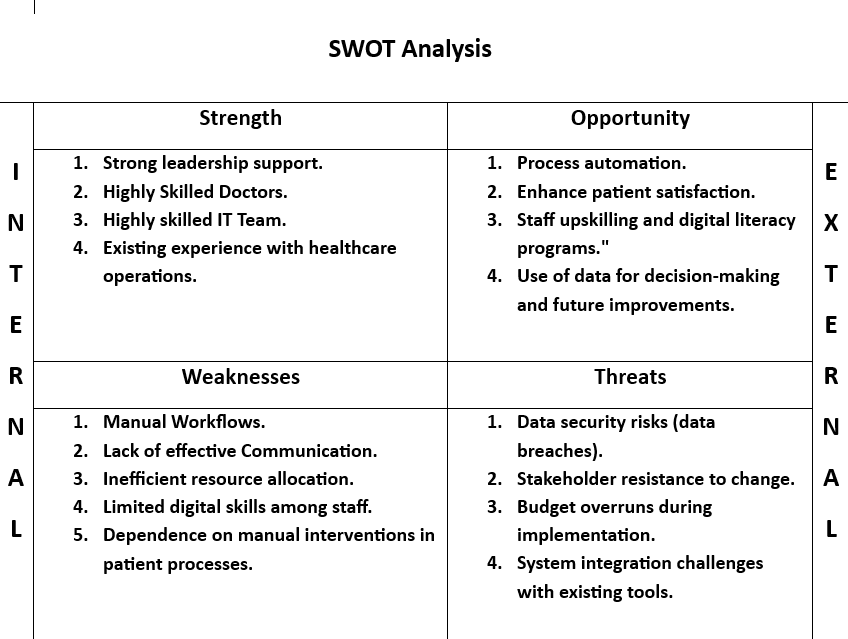 SWOT Analysis
Strength
1. Strong leadership support.
2. Highly Skilled Doctors.
3. Highly skilled IT Team.
4. Existing experience with healthcare
operations.
Opportunity
1. Process automation.
2. Enhance patient satisfaction.
3. Staff upskilling and digital literacy
programs."
4. Use of data for decision-making
and future improvements.
Weaknesses
1. Manual Workflows.
2. Lack of effective Communication.
3. Inefficient resource allocation.
4. Limited digital skills among staff.
5. Dependence on manual interventions in
patient processes.
Threats
1. Data security risks (data
breaches).
2. Stakeholder resistance to change.
3. Budget overruns during
implementation.
4. System integration challenges
with existing tools.
I
N
T
E
R
N
A
L
E
X
T
E
R
N
A
L